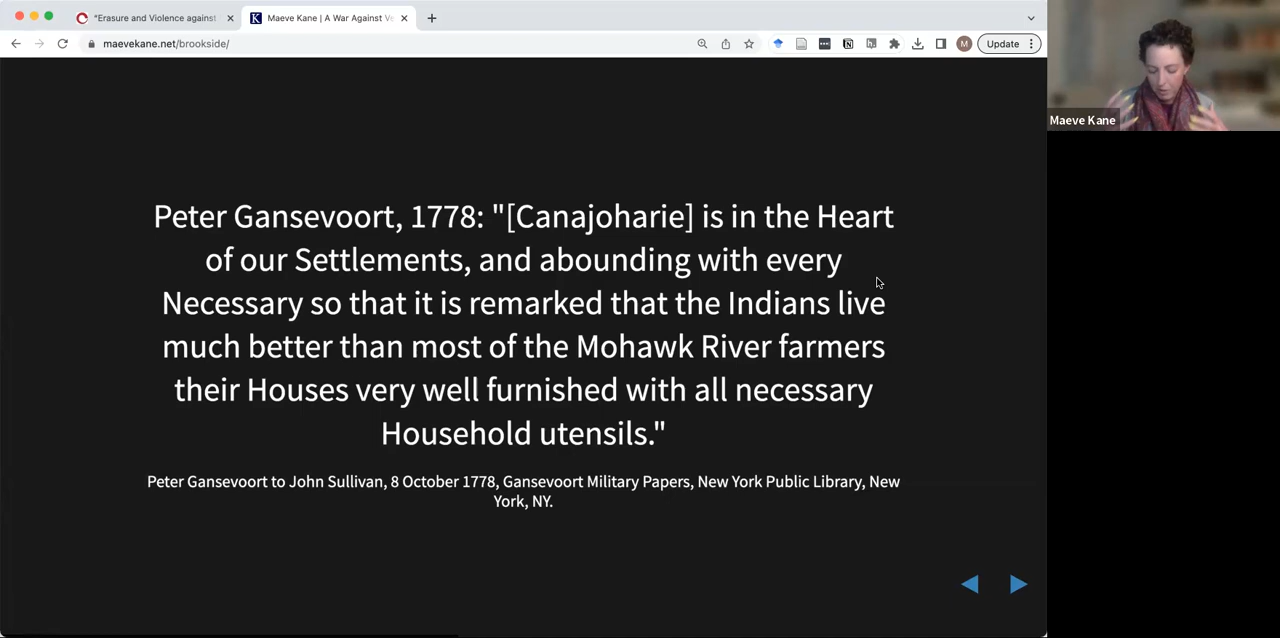 "Erasure and Violence against
Maeve Kane | A War Against Ve
maevekane.net/brookside/
M
Update
Maeve Kane
Peter Gansevoort, 1778: "[Canajoharie] is in the Heart
of our Settlements, and abounding with every
Necessary so that it is remarked that the Indians live
much better than most of the Mohawk River farmers
their Houses very well furnished with all necessary
Household utensils."
Peter Gansevoort to John Sullivan, 8 October 1778, Gansevoort Military Papers, New York Public Library, New
York, NY.